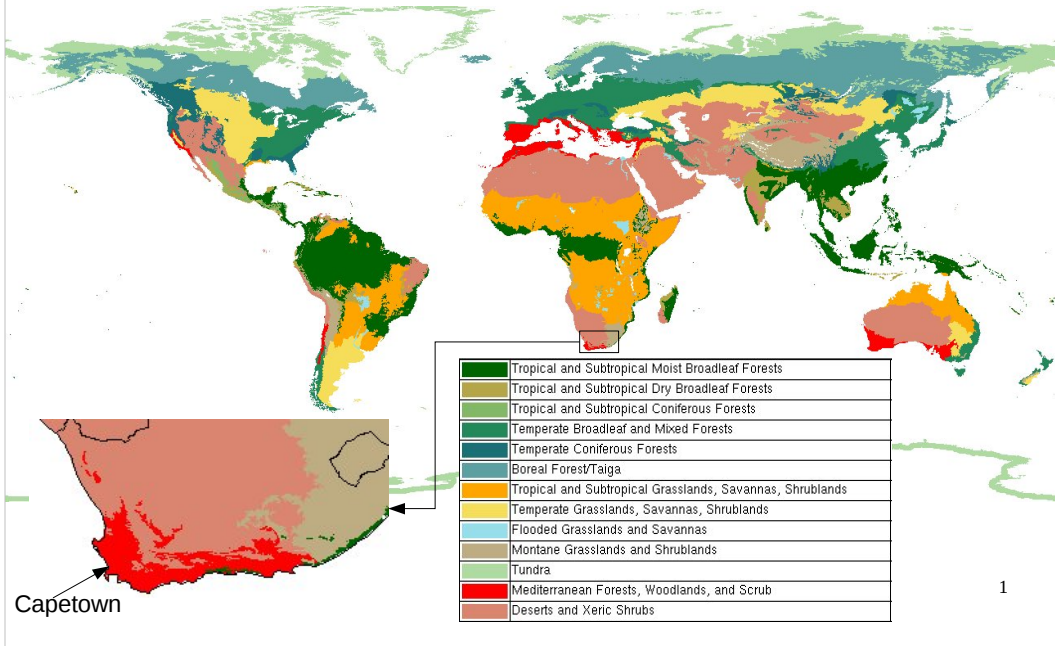 Tropical and Subtropical Moist Broadleaf Forests
Tropical and Subtropical Dry Broadleaf Forests
Tropical and Subtropical Coniferous Forests
Temperate Broadleaf and Mixed Forests
Temperate Coniferous Forests
Boreal Forest/Taiga
Tropical and Subtropical Grasslands, Savannas, Shrublands
Temperate Grasslands, Savannas, Shrublands
Flooded Grasslands and Savannas
Montane Grasslands and Shrublands
Tundra
Mediterranean Forests, Woodlands, and Scrub
Deserts and Xeric Shrubs
Capetown
1